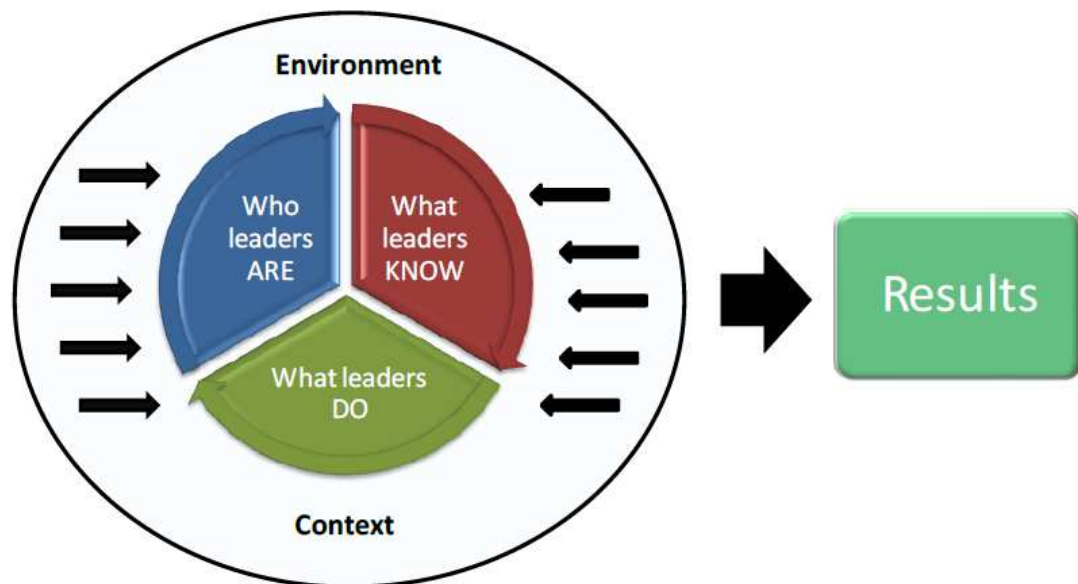 Environment
Who
leaders
ARE
What
leaders
KNOW
What leaders
DO
Context
Results